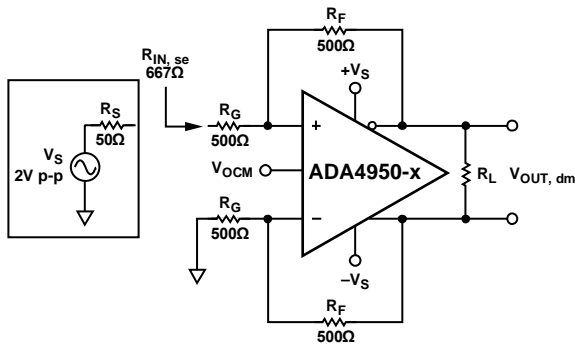 RF
500Ω
RIN, se
667Ω
+VS
RS
50Ω
VS
2V p-p
RG
500Ω
+
VOCM
ADA4950-x
RL
VOUT, dm
RG
500Ω
–
–VS
RF
500Ω